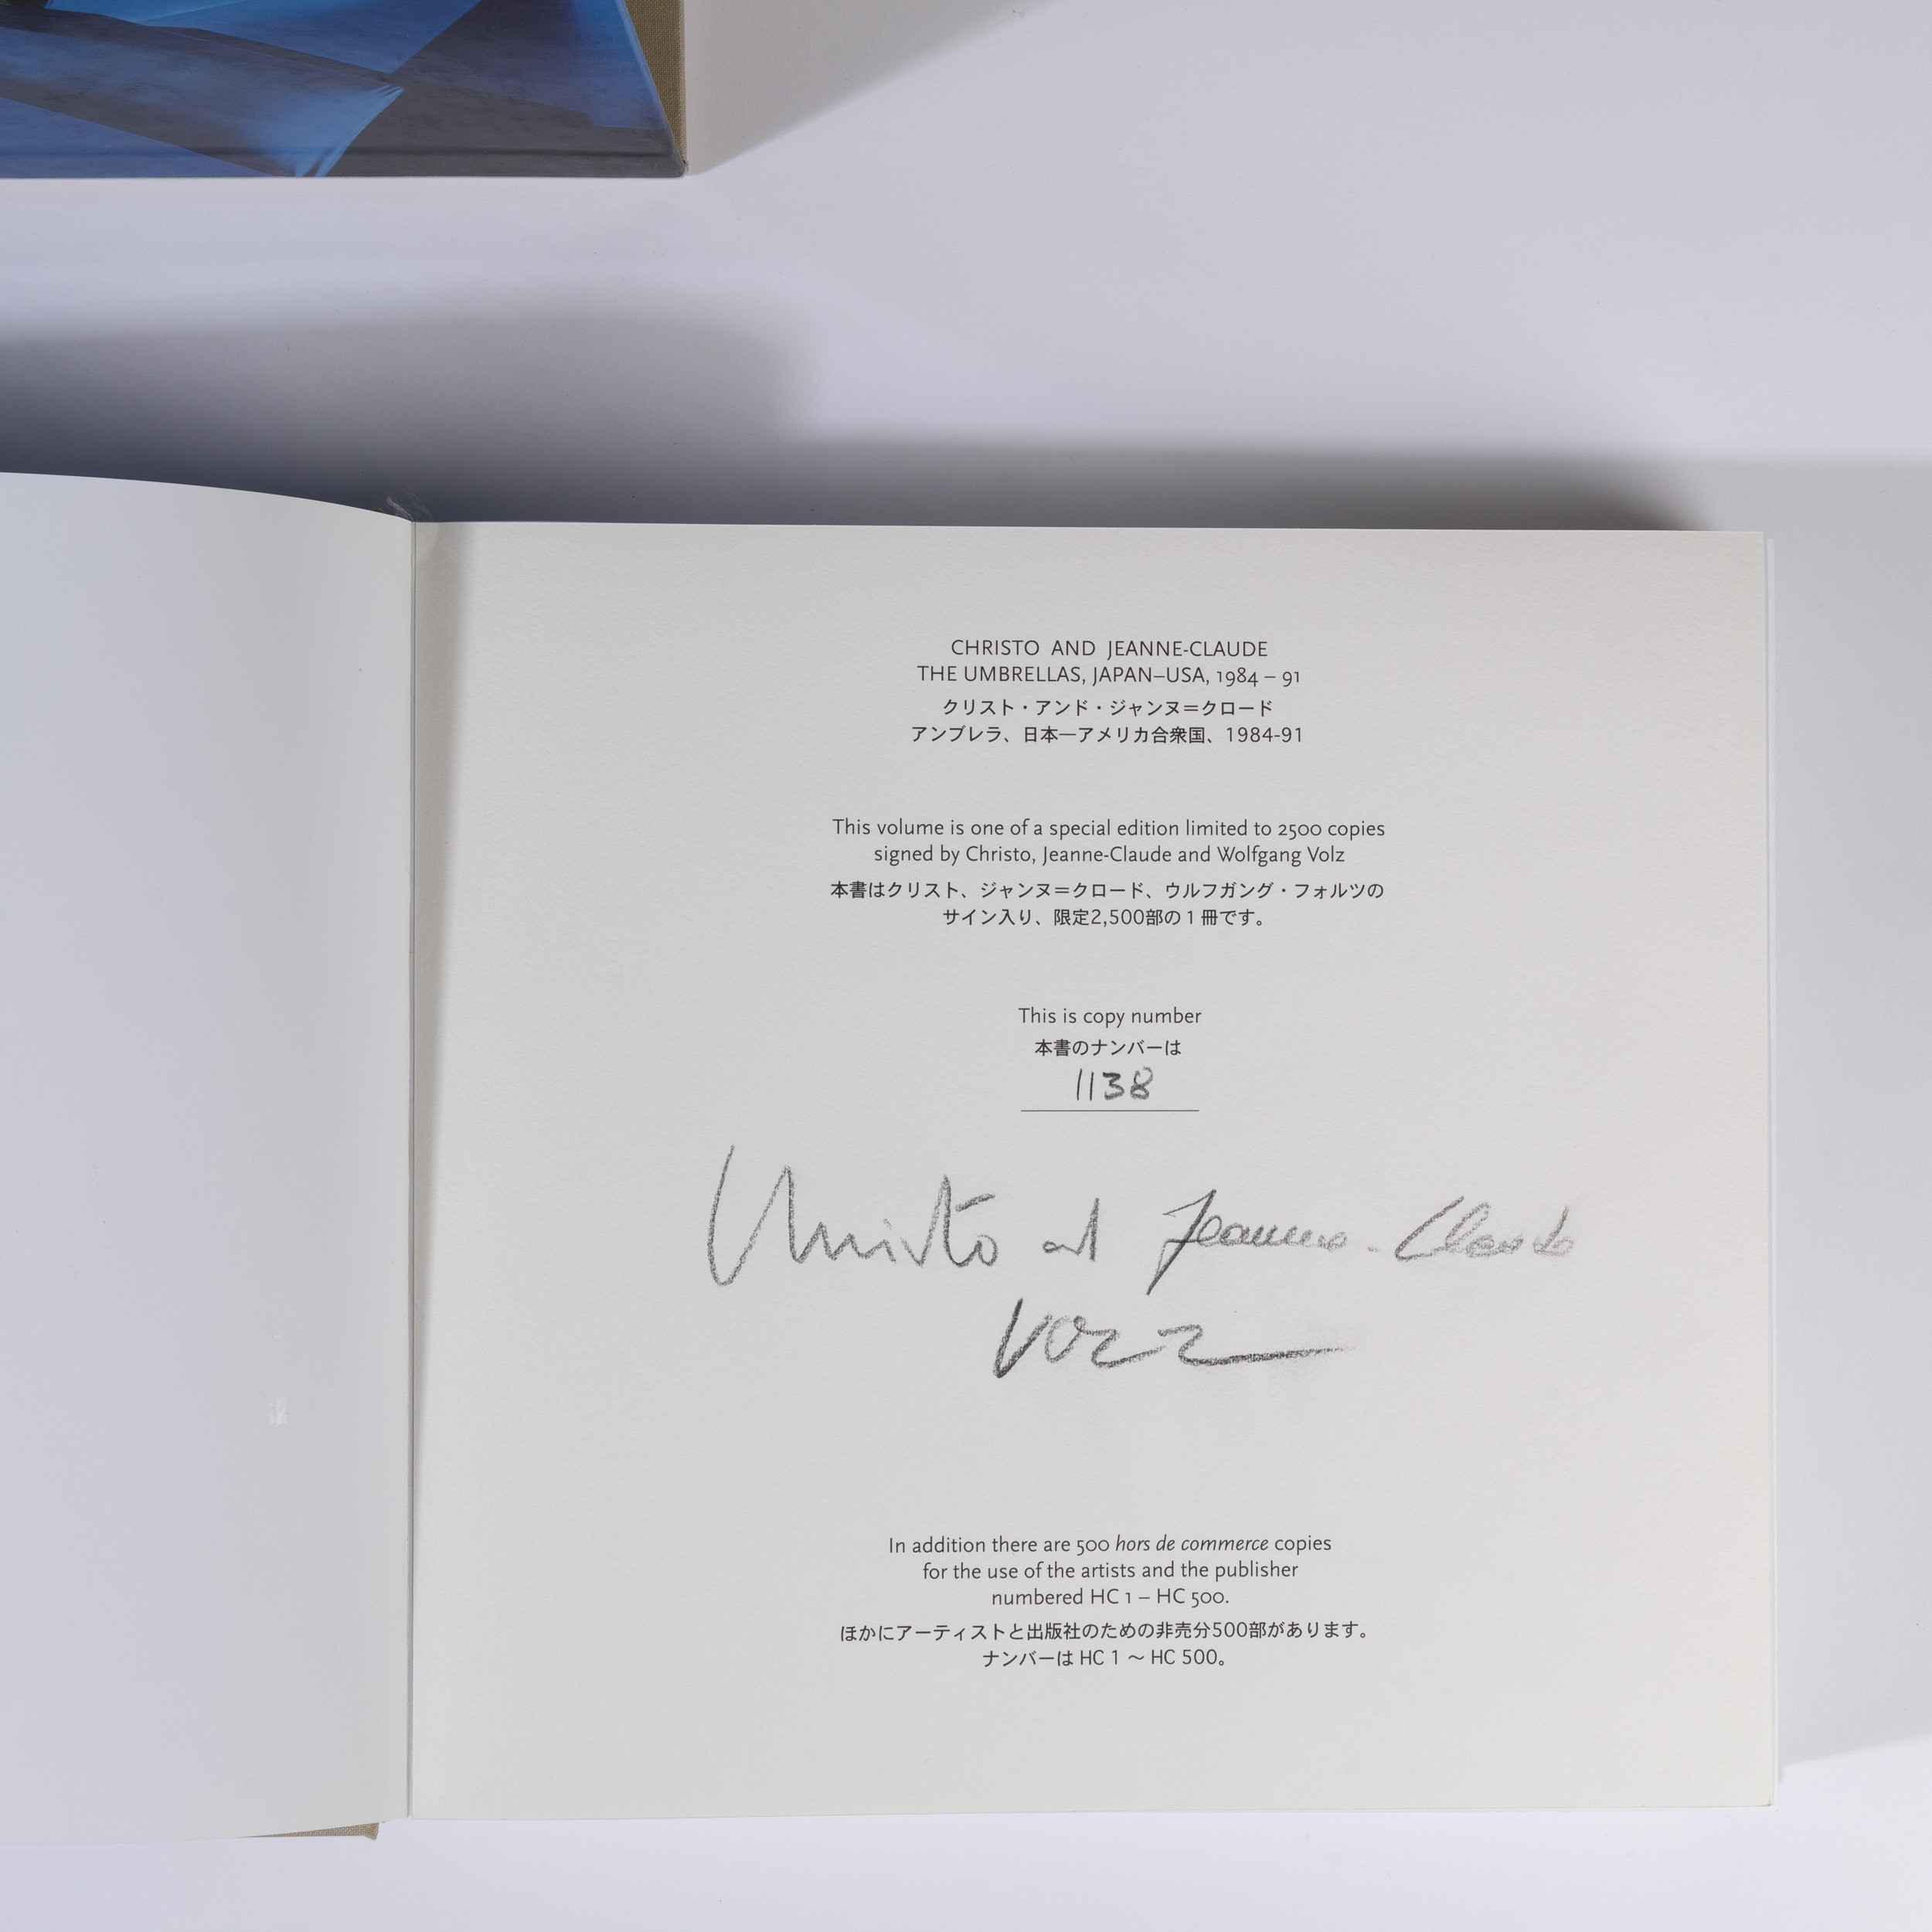 CHRISTO AND JEANNE-CLAUDE
THE UMBRELLAS, JAPAN–USA, 1984 – 91
クリスト・アンド・ジャンヌ＝クロード
アンブレラ、日本―アメリカ合衆国、1984-91
This volume is one of a special edition limited to 2500 copies
signed by Christo, Jeanne-Claude and Wolfgang Volz
本書はクリスト、ジャンヌ＝クロード、ウルフガング・フォルツの
サイン入り、限定2,500部の1冊です。
This is copy number
本書のナンバーは
1138
Christo and Jeanne-Claude
VOLZ
In addition there are 500 hors de commerce copies
for the use of the artists and the publisher
numbered HC 1 – HC 500.
ほかにアーティストと出版社のための非売分500部があります。
ナンバーは HC 1 〜 HC 500。